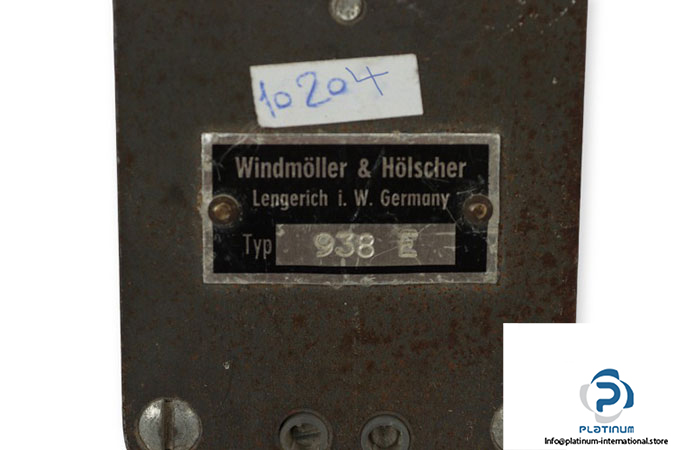 10204
Windmöller & Hölscher
Lengerich i. W. Germany
Typ 938 E
PLATINUM
Info@platinum-international.store